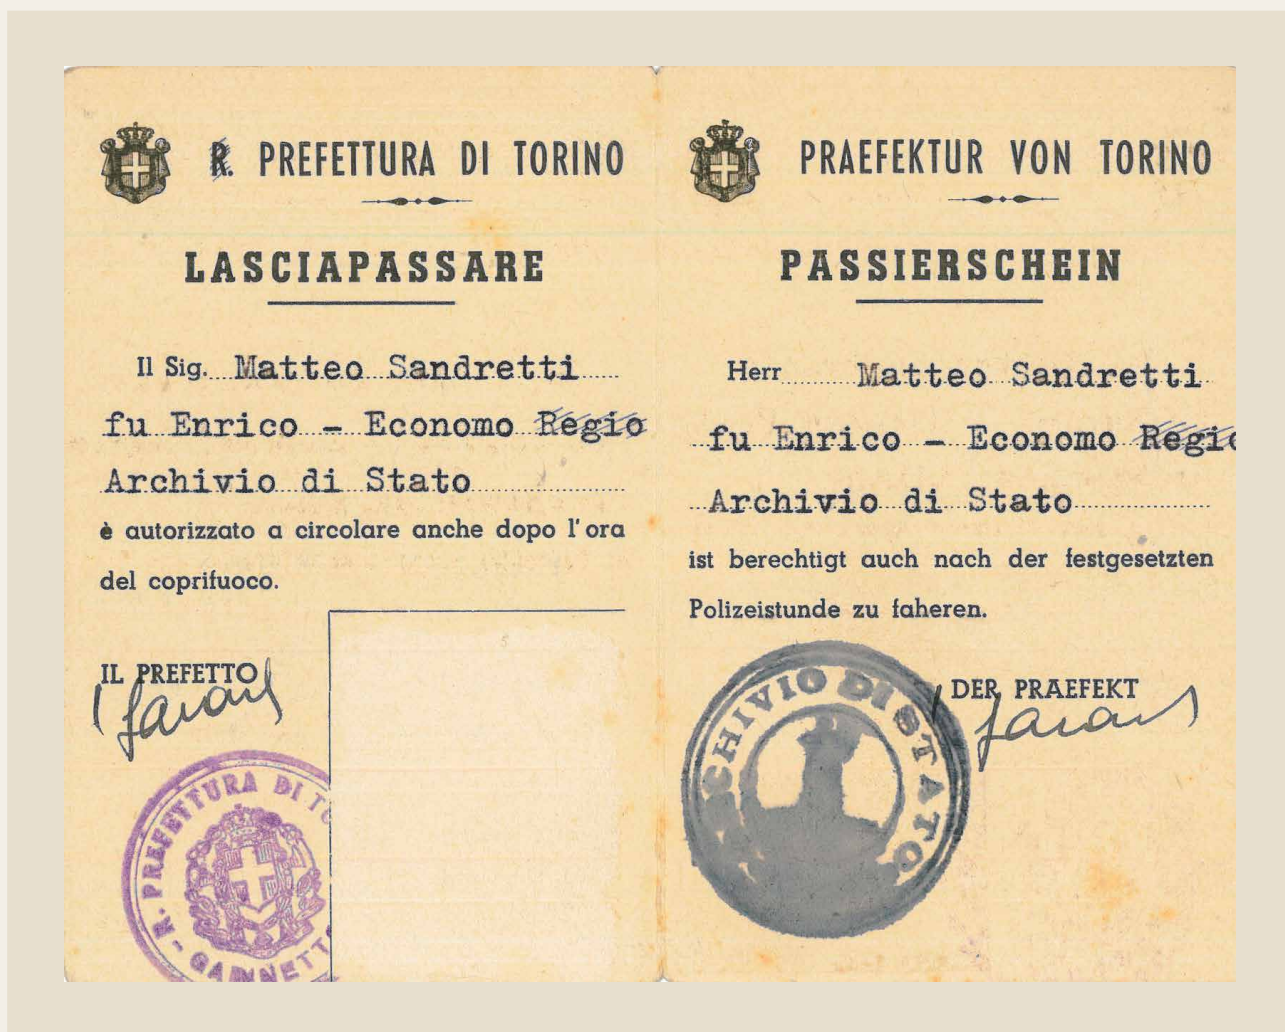 R. PREFETTURA DI TORINO
LASCIAPASSARE
Il Sig. Matteo Sandretti
fu Enrico - Economo Regio
Archivio di Stato
è autorizzato a circolare anche dopo l'ora
del coprifuoco.
IL PREFETTO
R. PREFETTURA DI TO
GABINETT
PRAEFEKTUR VON TORINO
PASSIERSCHEIN
Herr Matteo Sandretti
fu Enrico - Economo Regio
Archivio di Stato
ist berechtigt auch nach der festgesetzten
Polizeistunde zu faheren.
DER PRAEFEKT
CHIVIO DI STATO